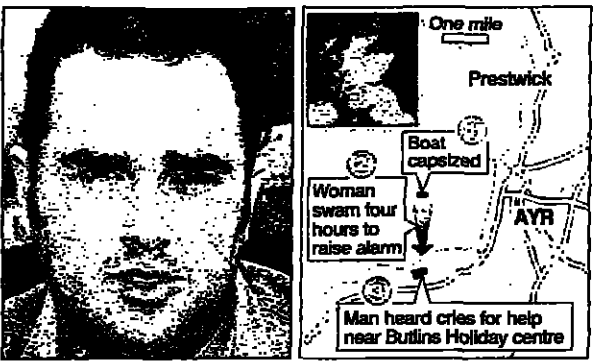 One mile
Prestwick
1
Boat
capsized
2
Woman
swam four
hours to
raise alarm
AYR
3
Man heard cries for help
near Butlins Holiday centre